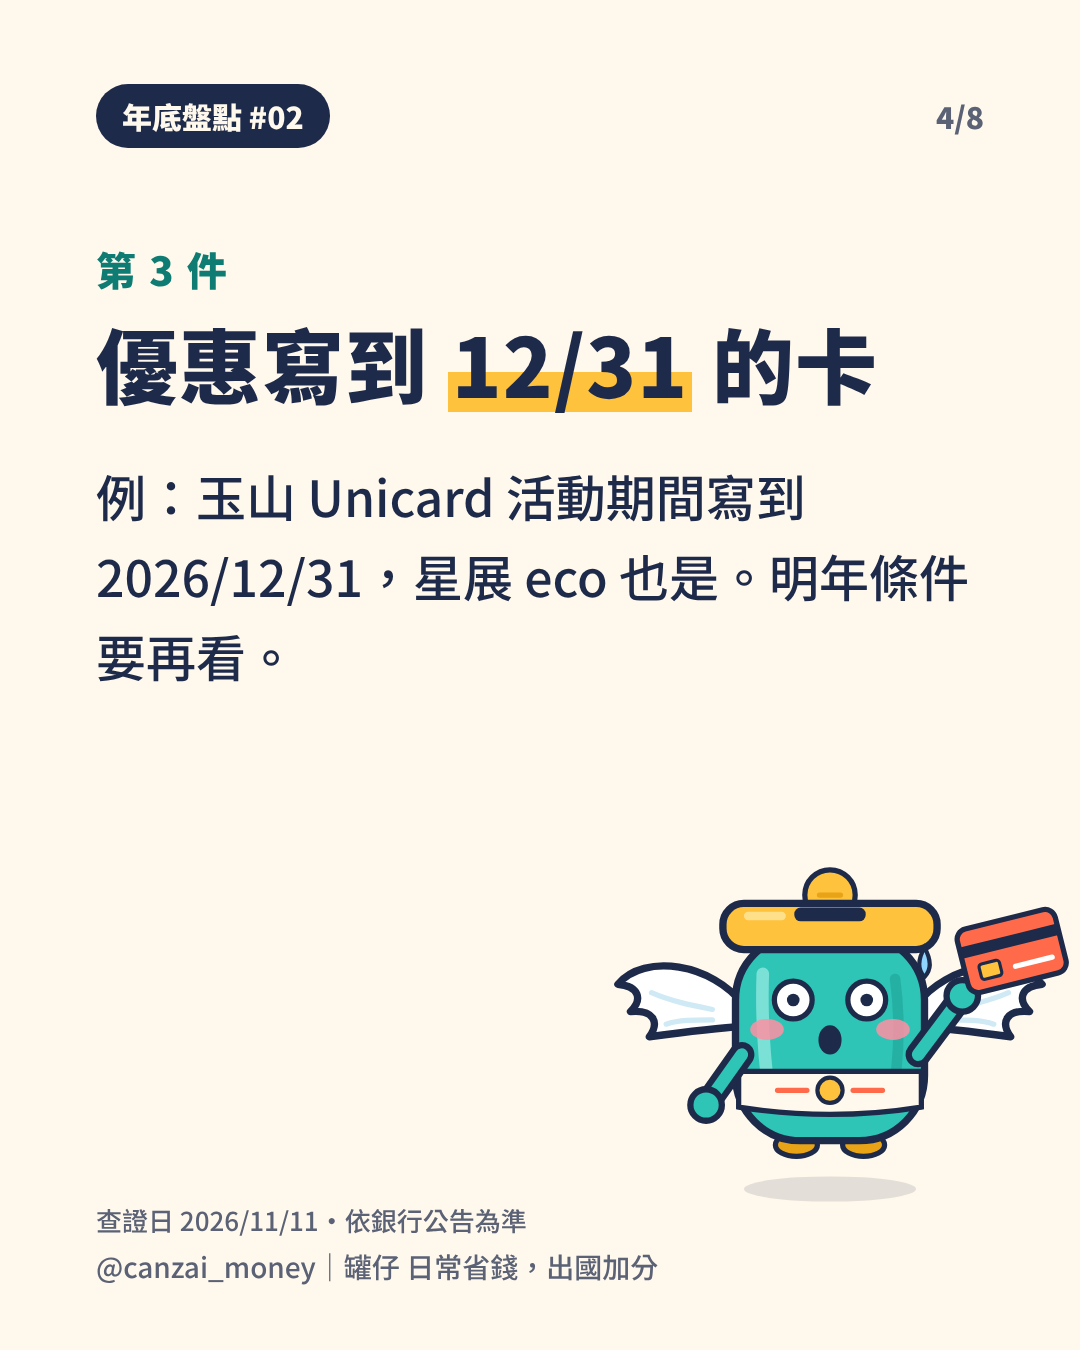 年底盤點 #02
4/8
第 3 件
優惠寫到 12/31 的卡
例：玉山 Unicard 活動期間寫到
2026/12/31，星展 eco 也是。明年條件
要再看。
查證日 2026/11/11・依銀行公告為準
@canzai_money｜罐仔 日常省錢，出國加分